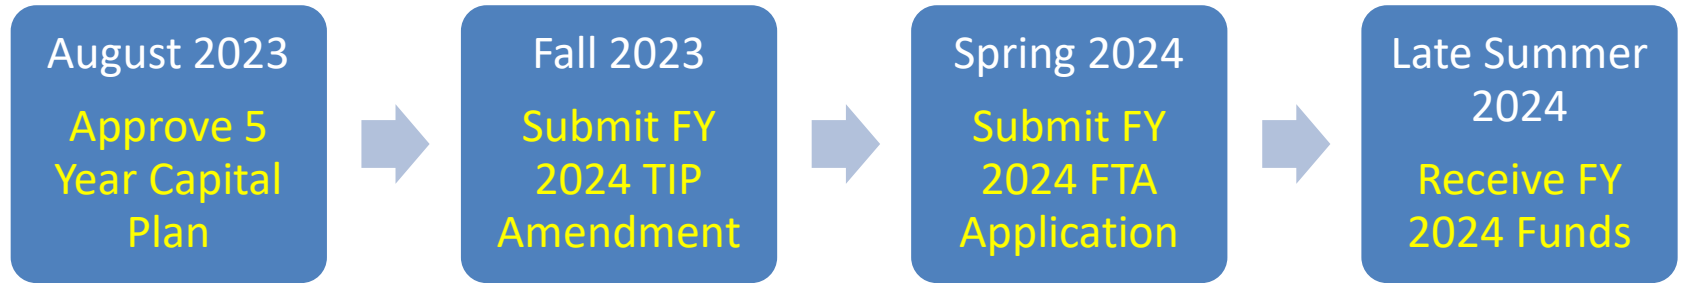 August 2023
Approve 5
Year Capital
Plan
Fall 2023
Submit FY
2024 TIP
Amendment
Spring 2024
Submit FY
2024 FTA
Application
Late Summer
2024
Receive FY
2024 Funds